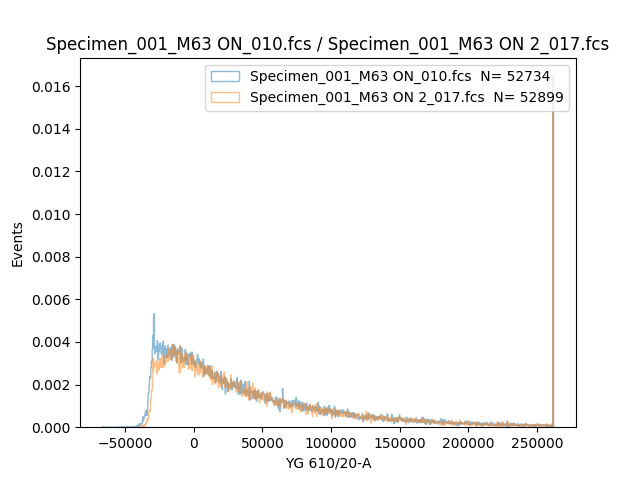 Specimen_001_M63 ON_010.fcs / Specimen_001_M63 ON 2_017.fcs
Specimen_001_M63 ON_010.fcs  N= 52734
Specimen_001_M63 ON 2_017.fcs  N= 52899
0.016
0.014
0.012
0.010
0.008
0.006
0.004
0.002
0.000
Events
−50000 0 50000 100000 150000 200000 250000
YG 610/20-A